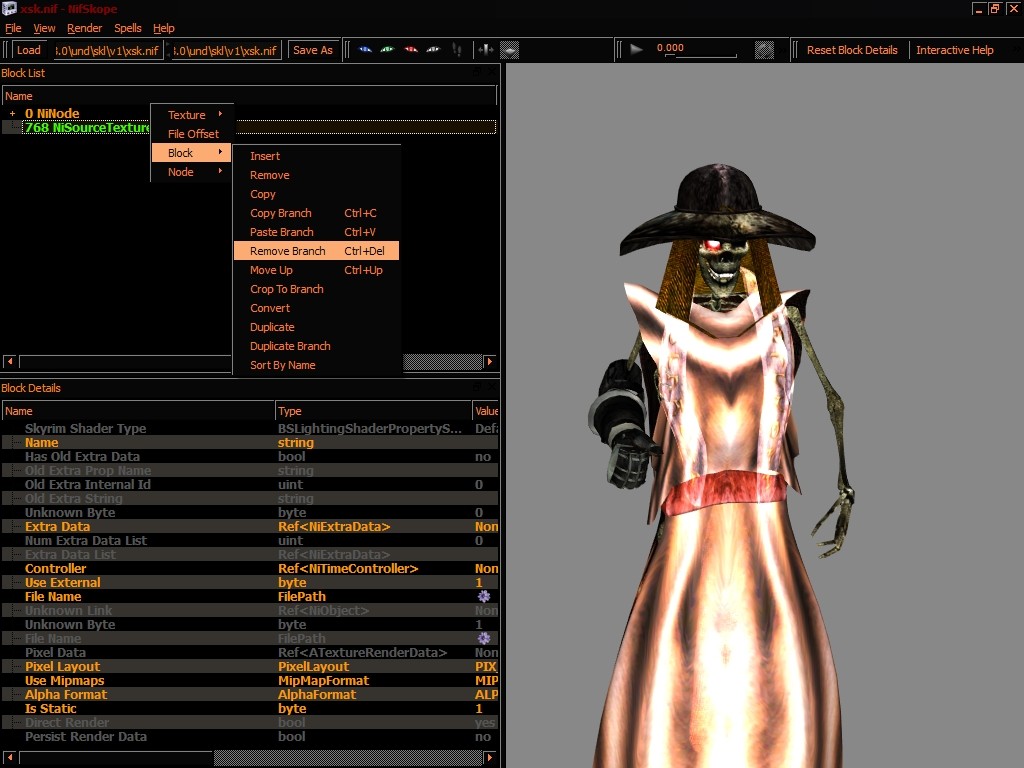 xsk.nif - NifSkope
File View Render Spells Help
Load 3.0\und\skl\v1\xsk.nif 3.0\und\skl\v1\xsk.nif Save As 0.000 Reset Block Details Interactive Help
Block List
Name
0 NiNode
768 NiSourceTexture
Texture
File Offset
Block
Node
Insert
Remove
Copy
Copy Branch Ctrl+C
Paste Branch Ctrl+V
Remove Branch Ctrl+Del
Move Up Ctrl+Up
Crop To Branch
Convert
Duplicate
Duplicate Branch
Sort By Name
Block Details
Name Type Value
Skyrim Shader Type BSLightingShaderPropertyS... Defa
Name string
Has Old Extra Data bool no
Old Extra Prop Name string
Old Extra Internal Id uint 0
Old Extra String string
Unknown Byte byte 0
Extra Data Ref<NiExtraData> Non
Num Extra Data List uint 0
Extra Data List Ref<NiExtraData>
Controller Ref<NiTimeController> Non
Use External byte 1
File Name FilePath
Unknown Link Ref<NiObject> Non
Unknown Byte byte 1
File Name FilePath
Pixel Data Ref<ATextureRenderData> Non
Pixel Layout PixelLayout PIX
Use Mipmaps MipMapFormat MIP
Alpha Format AlphaFormat ALP
Is Static byte 1
Direct Render bool yes
Persist Render Data bool no